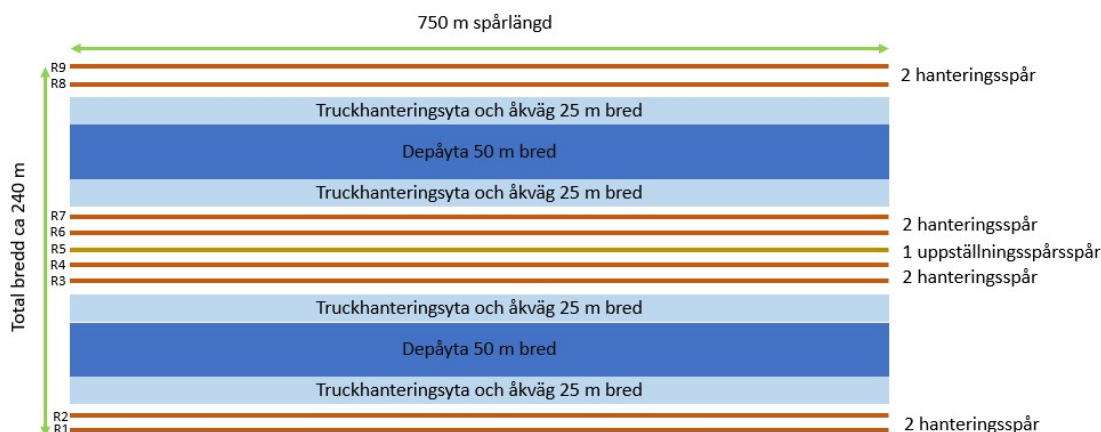 750 m spårlängd
R9
2 hanteringsspår
R8
Truckhanteringsyta och åkväg 25 m bred
Depåyta 50 m bred
Truckhanteringsyta och åkväg 25 m bred
Total bredd ca 240 m
R7
2 hanteringsspår
R6
R5
1 uppställningsspårsspår
R4
2 hanteringsspår
R3
Truckhanteringsyta och åkväg 25 m bred
Depåyta 50 m bred
Truckhanteringsyta och åkväg 25 m bred
R2
2 hanteringsspår
R1